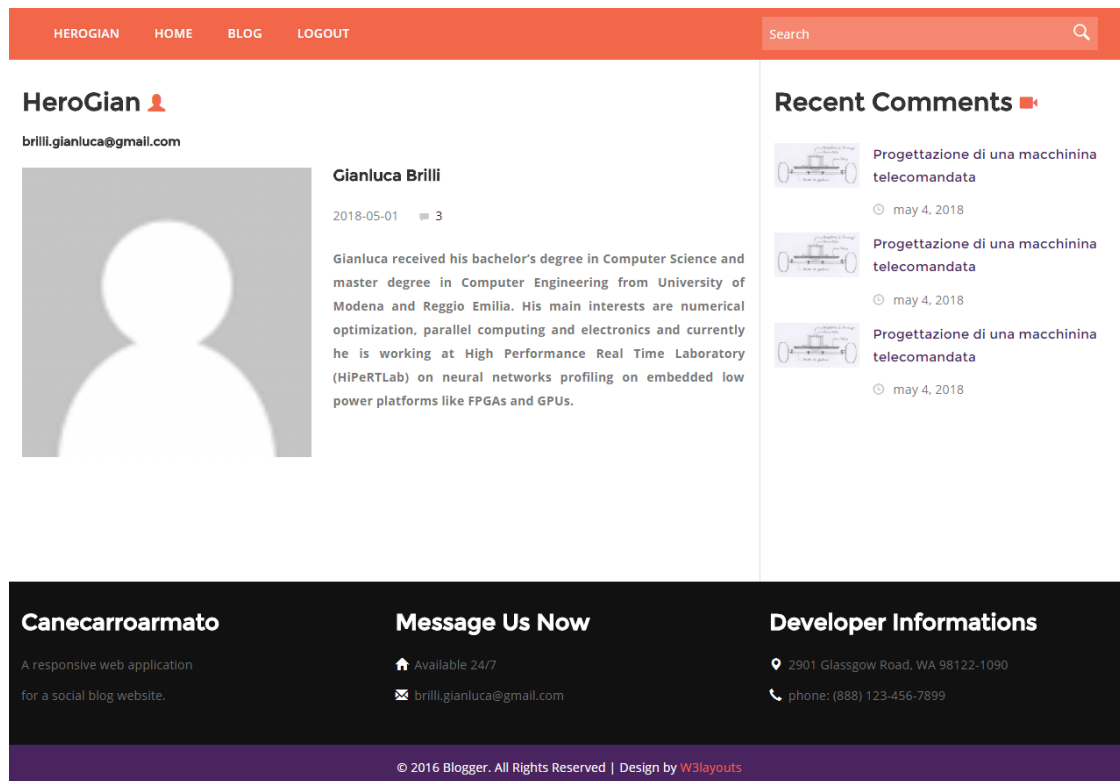 HEROGIAN HOME BLOG LOGOUT Search
HeroGian
brilli.gianluca@gmail.com
Gianluca Brilli
2018-05-01 3
Gianluca received his bachelor's degree in Computer Science and
master degree in Computer Engineering from University of
Modena and Reggio Emilia. His main interests are numerical
optimization, parallel computing and electronics and currently
he is working at High Performance Real Time Laboratory
(HiPeRTLab) on neural networks profiling on embedded low
power platforms like FPGAs and GPUs.
Recent Comments
Progettazione di una macchinina
telecomandata
may 4, 2018
Progettazione di una macchinina
telecomandata
may 4, 2018
Progettazione di una macchinina
telecomandata
may 4, 2018
Canecarroarmato
A responsive web application
for a social blog website.
Message Us Now
Available 24/7
brilli.gianluca@gmail.com
Developer Informations
2901 Glassgow Road, WA 98122-1090
phone: (888) 123-456-7899
© 2016 Blogger. All Rights Reserved | Design by W3layouts